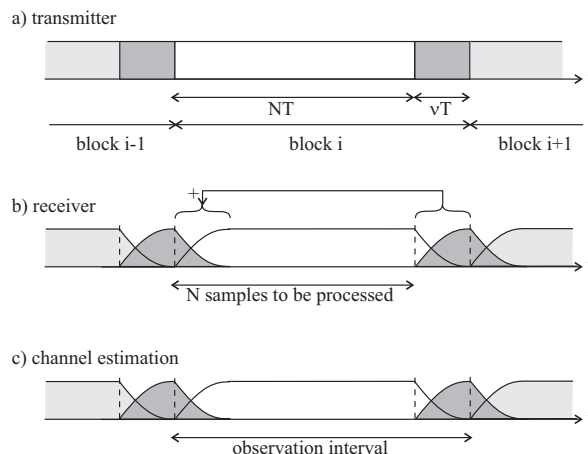 a) transmitter
NT
νT
block i-1
block i
block i+1
+
b) receiver
N samples to be processed
c) channel estimation
observation interval